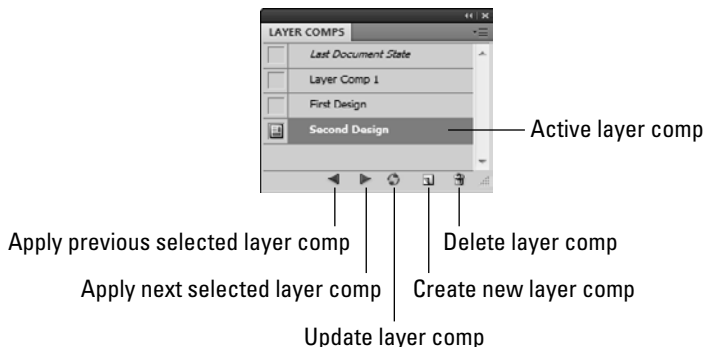 LAYER COMPS
Last Document State
Layer Comp 1
First Design
Second Design
Active layer comp
Apply previous selected layer comp
Delete layer comp
Apply next selected layer comp
Create new layer comp
Update layer comp